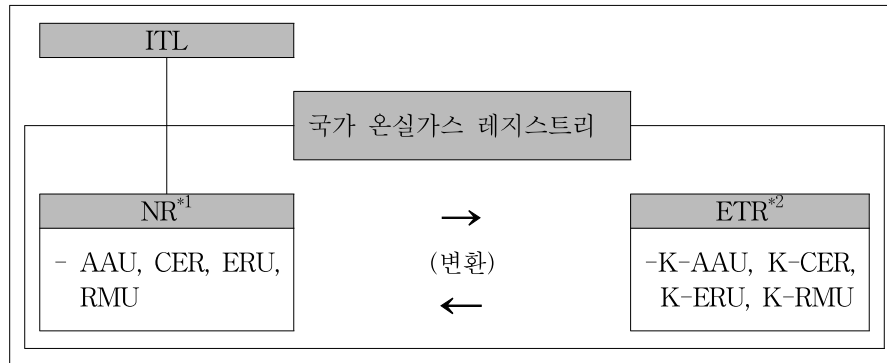 ITL
국가 온실가스 레지스트리
NR*1
- AAU, CER, ERU,
RMU
→
(변환)
←
ETR*2
-K-AAU, K-CER,
K-ERU, K-RMU